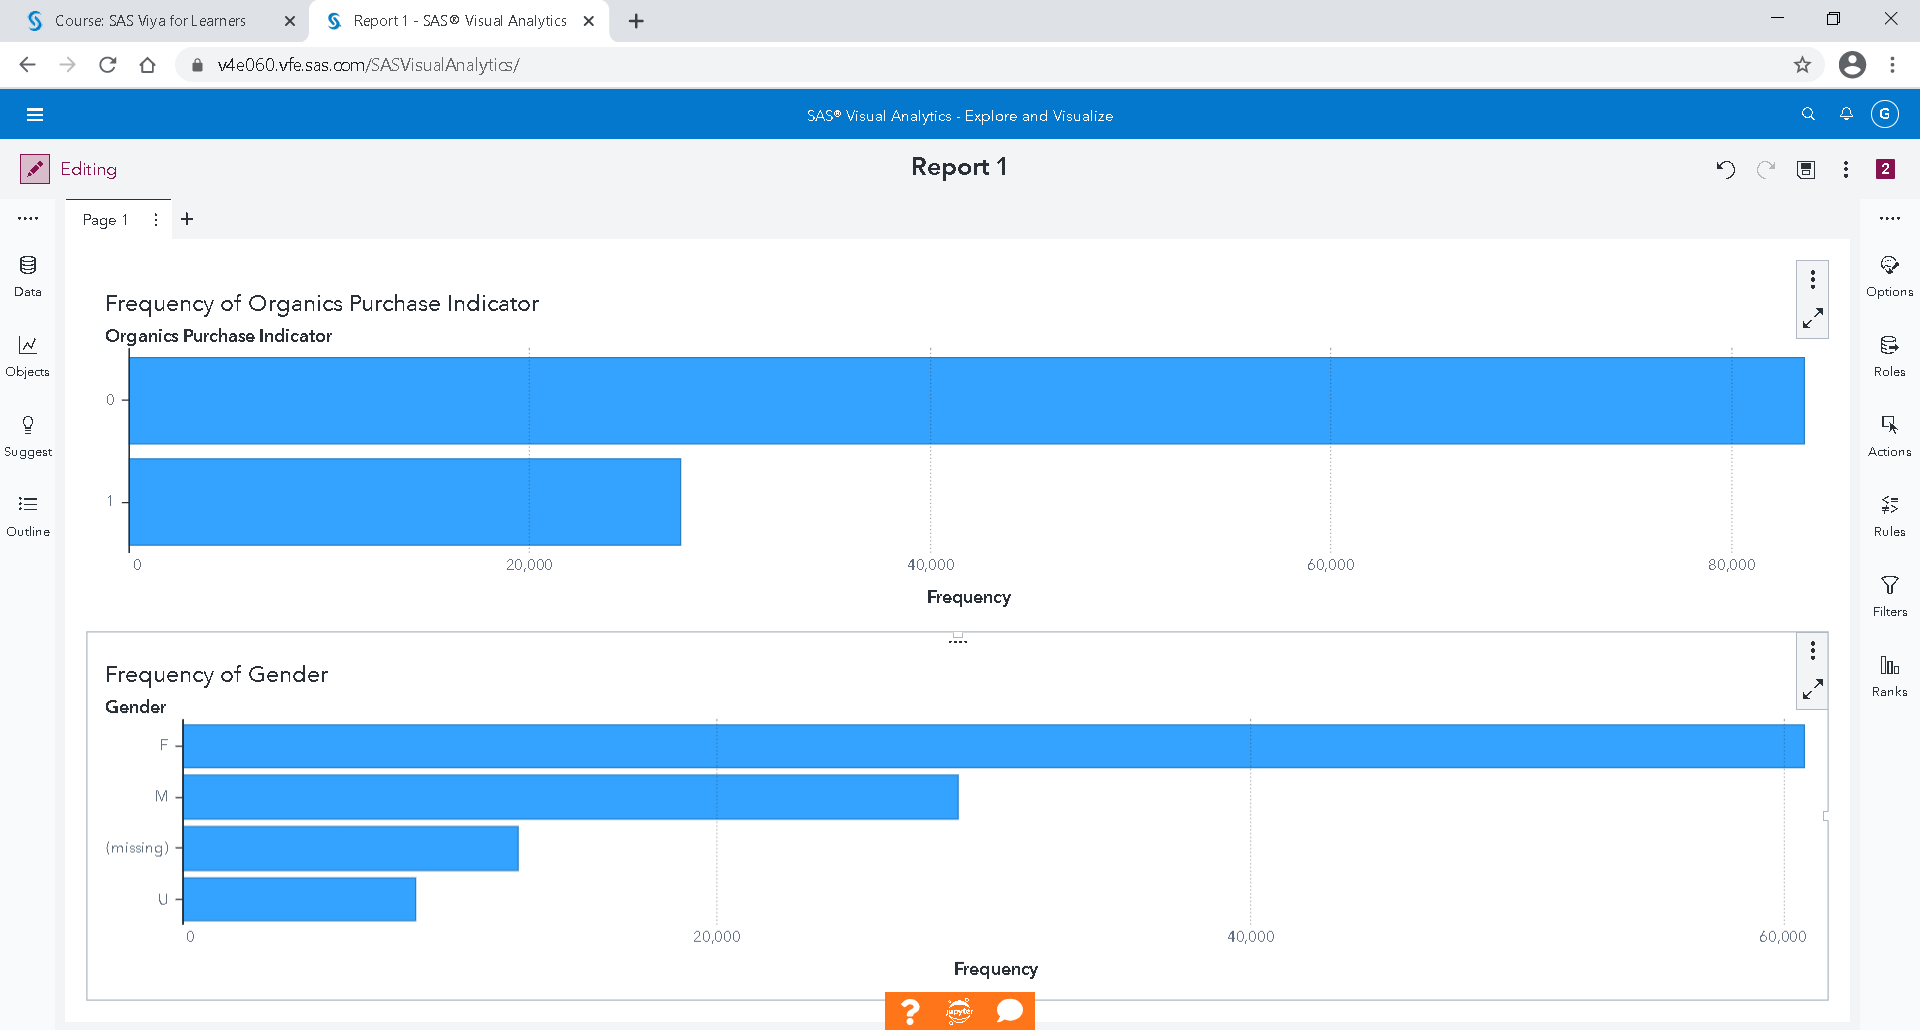 Course: SAS Viya for Learners
Report 1 - SAS® Visual Analytics
v4e060.vfe.sas.com/SASVisualAnalytics/
SAS® Visual Analytics - Explore and Visualize
G
Editing
Report 1
2
Page 1
Data
Objects
Suggest
Outline
Frequency of Organics Purchase Indicator
Organics Purchase Indicator
0
1
0 20,000 40,000 60,000 80,000
Frequency
Frequency of Gender
Gender
F
M
(missing)
U
0 20,000 40,000 60,000
Frequency
Options
Roles
Actions
Rules
Filters
Ranks
? jupyter